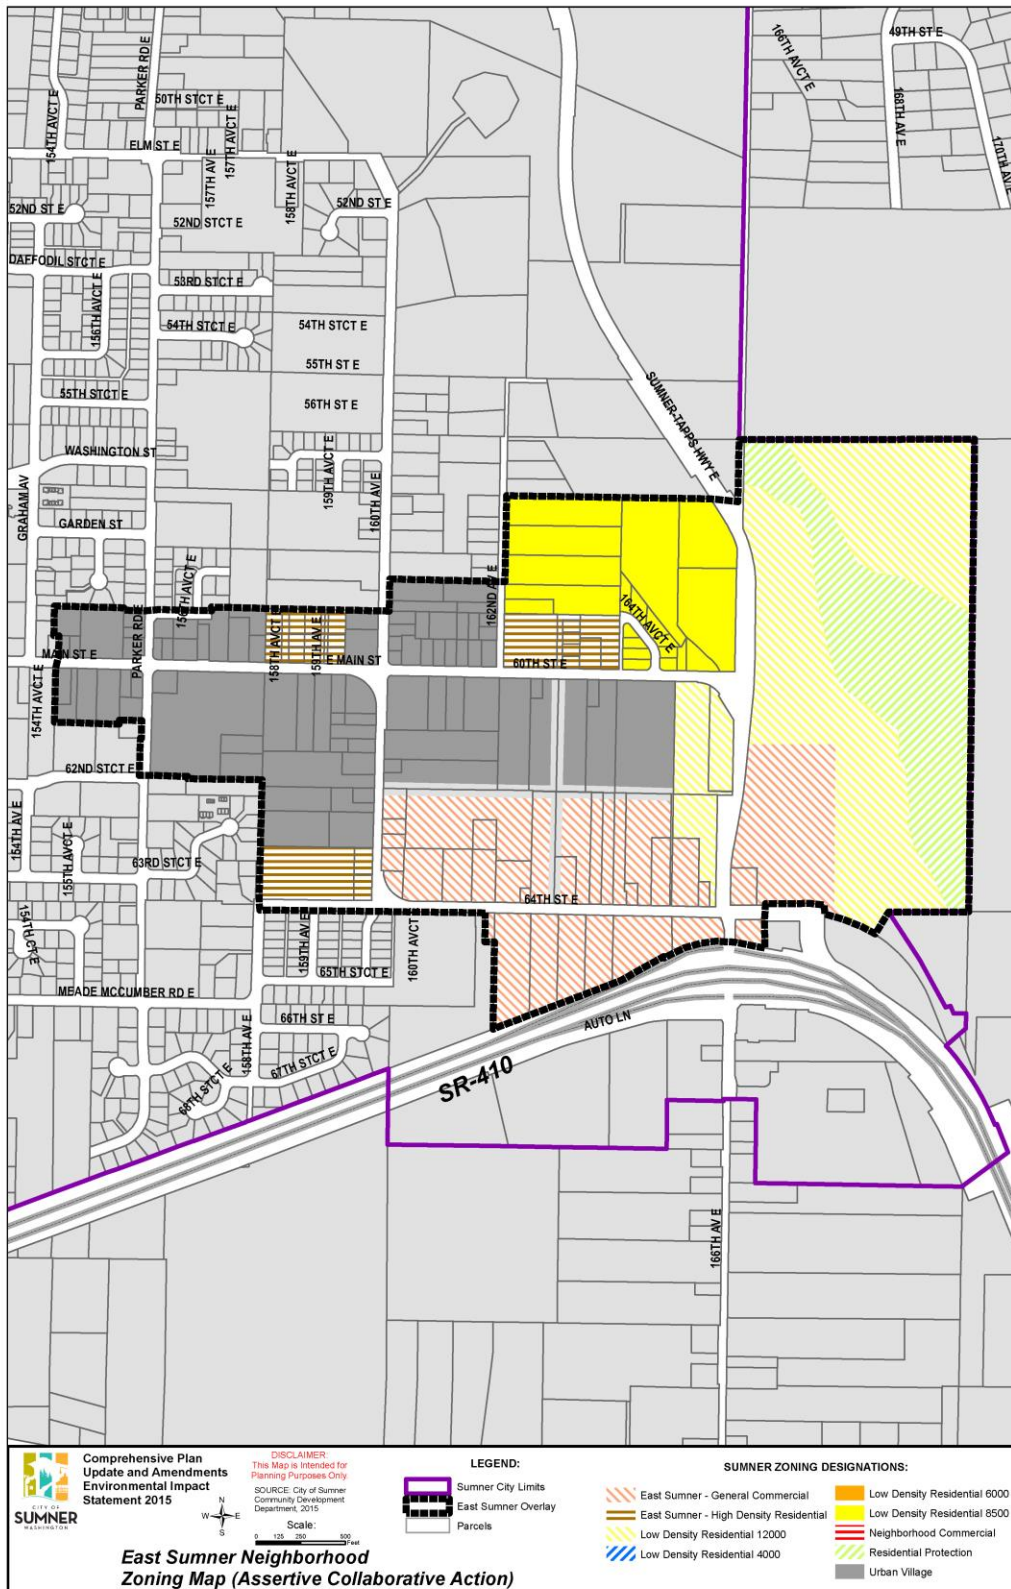 49TH ST E
166TH AVCT E
168TH AV E
170TH AV E
PARKER RD E
154TH AVCT E
50TH STCT E
157TH AVCT E
ELM ST E
157TH AV E
158TH AVCT E
52ND ST E
52ND ST E
52ND STCT E
DAFFODIL STCT E
53RD STCT E
156TH AVCT E
54TH STCT E
54TH STCT E
55TH ST E
SUMNER-TAPPS HWY E
55TH STCT E
56TH ST E
WASHINGTON ST
159TH AVCT E
160TH AV E
GRAHAM AV
GARDEN ST
156TH AVCT E
162ND AV E
164TH AVCT E
PARKER RD E
158TH AVCT E
159TH AV E
MAIN ST E
E MAIN ST
60TH ST E
154TH AVCT E
62ND STCT E
154TH AV E
155TH AVCT E
63RD STCT E
64TH ST E
154TH CT E
159TH AV E
160TH AVCT
65TH STCT E
MEADE MCCUMBER RD E
66TH ST E
158TH AV E
67TH STCT E
68TH STCT E
AUTO LN
SR-410
166TH AV E
CITY OF
SUMNER
WASHINGTON
Comprehensive Plan
Update and Amendments
Environmental Impact
Statement 2015
DISCLAIMER:
This Map is Intended for
Planning Purposes Only
SOURCE: City of Sumner
Community Development
Department, 2015
N
W E
S
Scale:
0 125 250 500
Feet
East Sumner Neighborhood
Zoning Map (Assertive Collaborative Action)
LEGEND:
Sumner City Limits
East Sumner Overlay
Parcels
SUMNER ZONING DESIGNATIONS:
East Sumner - General Commercial
East Sumner - High Density Residential
Low Density Residential 12000
Low Density Residential 4000
Low Density Residential 6000
Low Density Residential 8500
Neighborhood Commercial
Residential Protection
Urban Village